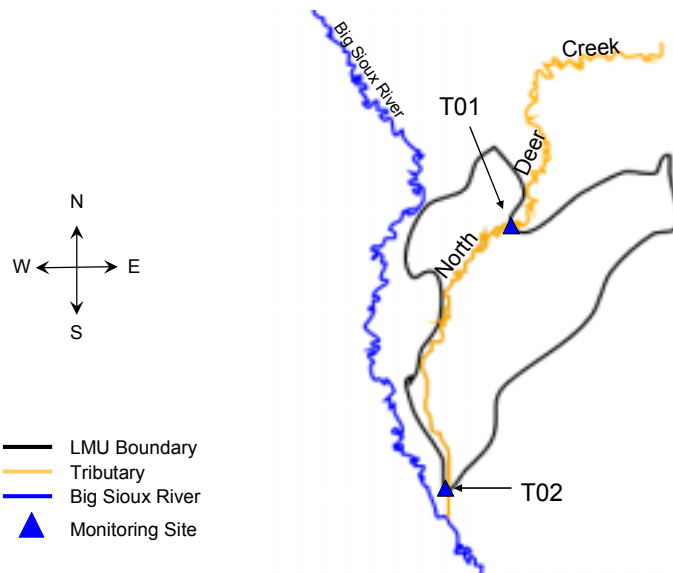 Big Sioux River
Creek
T01
Deer
North
N
W
E
S
LMU Boundary
Tributary
Big Sioux River
Monitoring Site
T02